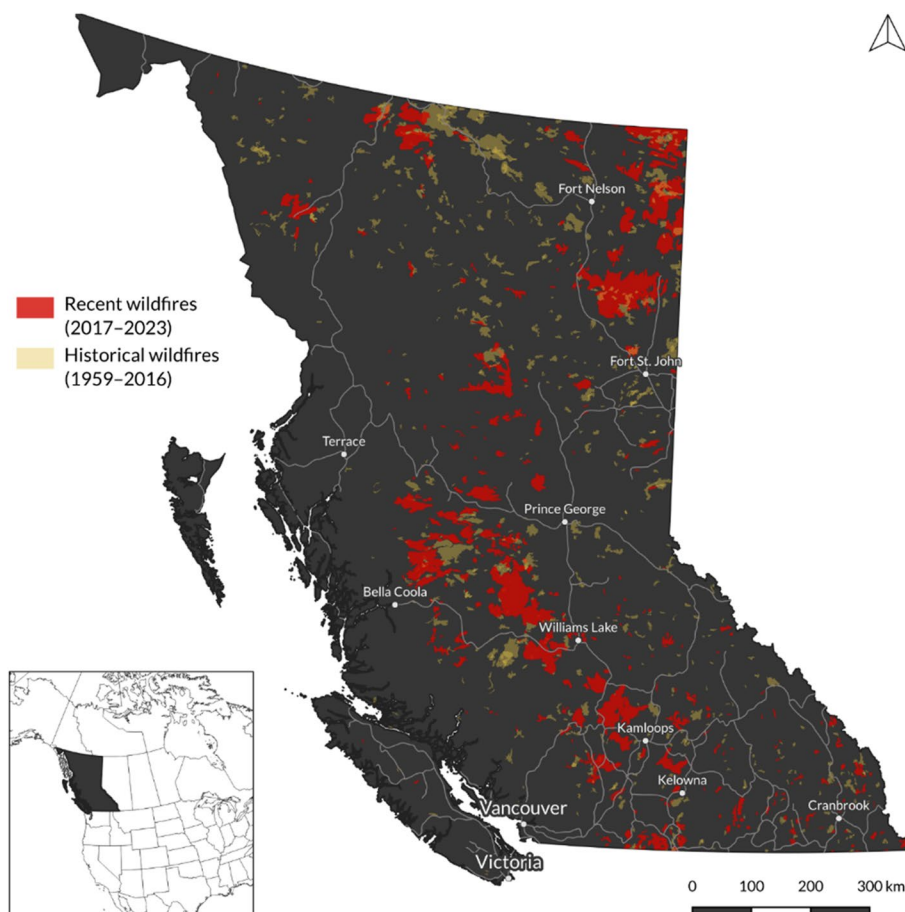 Fort Nelson
Recent wildfires
(2017–2023)
Historical wildfires
(1959–2016)
Fort St. John
Terrace
Prince George
Bella Coola
Williams Lake
Kamloops
Kelowna
Vancouver
Cranbrook
Victoria
0 100 200 300 km